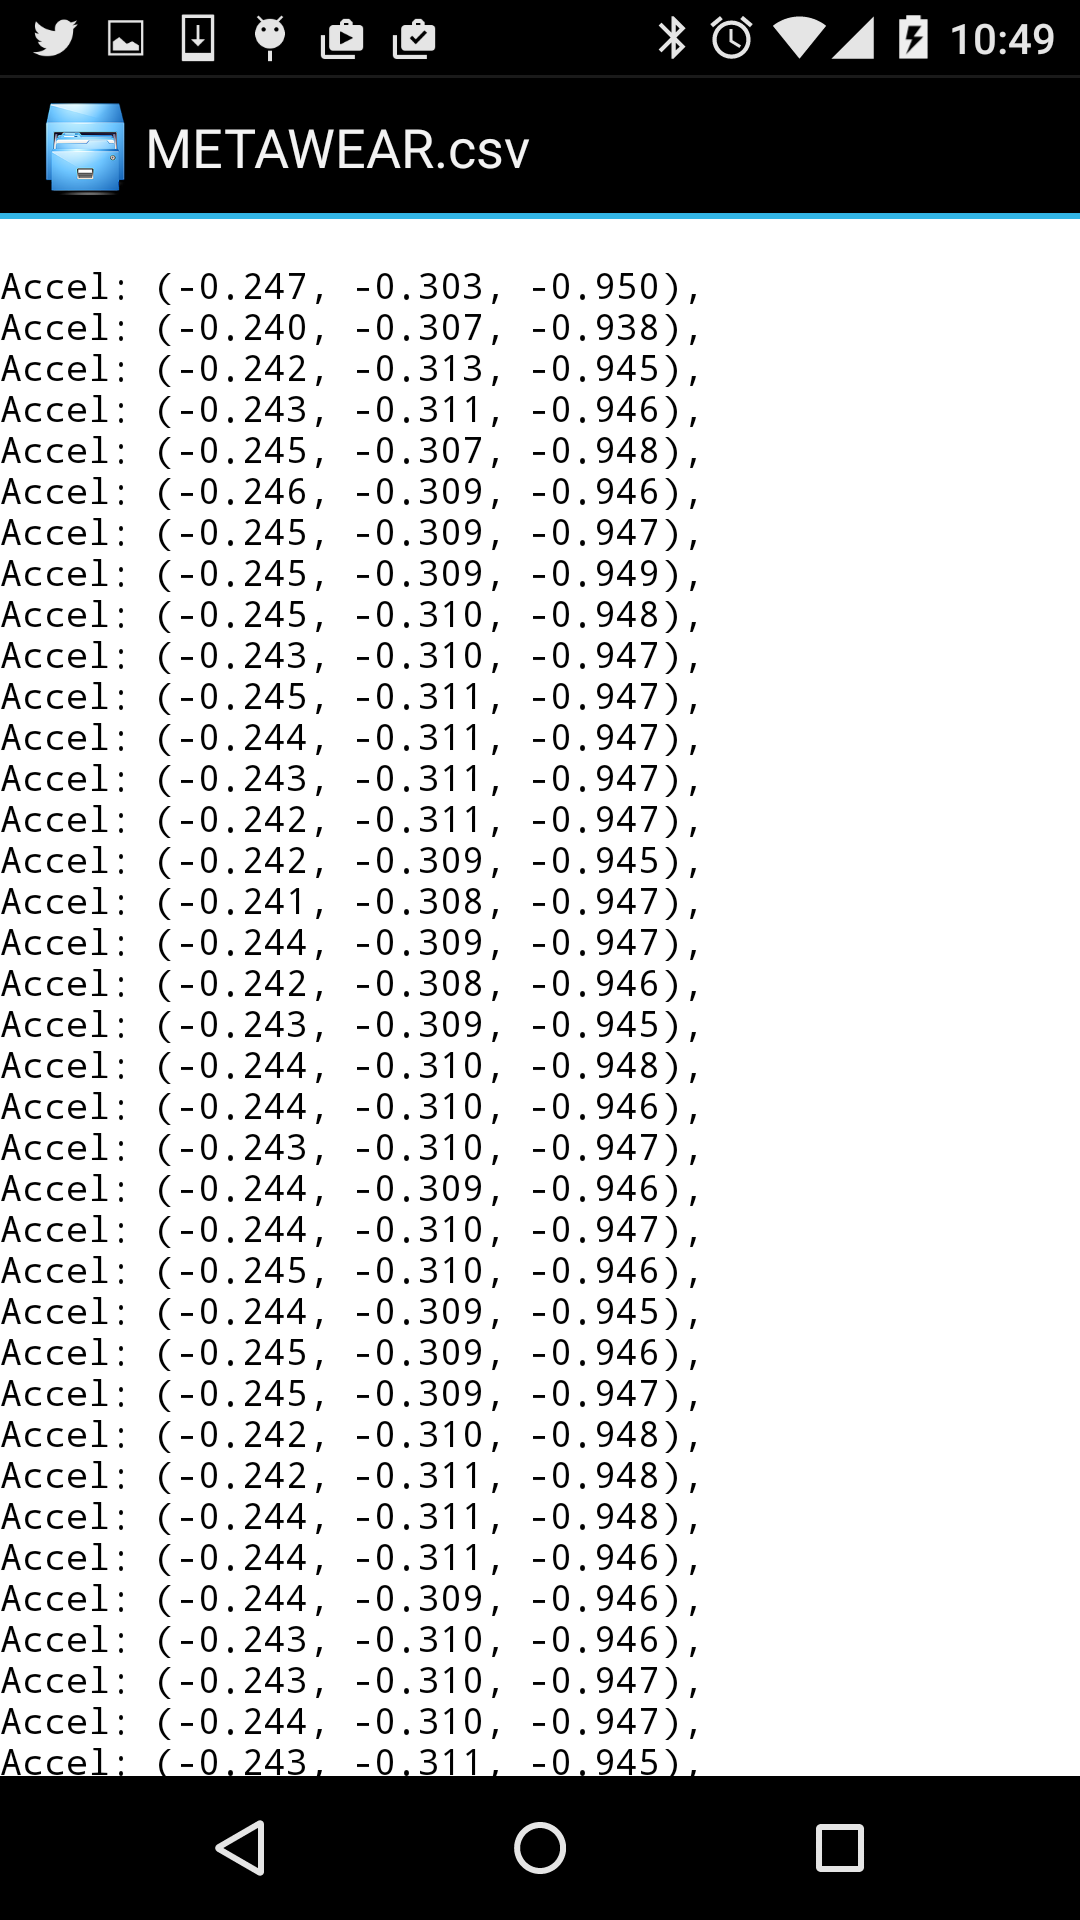 10:49
METAWEAR.csv
Accel: (-0.247, -0.303, -0.950),
Accel: (-0.240, -0.307, -0.938),
Accel: (-0.242, -0.313, -0.945),
Accel: (-0.243, -0.311, -0.946),
Accel: (-0.245, -0.307, -0.948),
Accel: (-0.246, -0.309, -0.946),
Accel: (-0.245, -0.309, -0.947),
Accel: (-0.245, -0.309, -0.949),
Accel: (-0.245, -0.310, -0.948),
Accel: (-0.243, -0.310, -0.947),
Accel: (-0.245, -0.311, -0.947),
Accel: (-0.244, -0.311, -0.947),
Accel: (-0.243, -0.311, -0.947),
Accel: (-0.242, -0.311, -0.947),
Accel: (-0.242, -0.309, -0.945),
Accel: (-0.241, -0.308, -0.947),
Accel: (-0.244, -0.309, -0.947),
Accel: (-0.242, -0.308, -0.946),
Accel: (-0.243, -0.309, -0.945),
Accel: (-0.244, -0.310, -0.948),
Accel: (-0.244, -0.310, -0.946),
Accel: (-0.243, -0.310, -0.947),
Accel: (-0.244, -0.309, -0.946),
Accel: (-0.244, -0.310, -0.947),
Accel: (-0.245, -0.310, -0.946),
Accel: (-0.244, -0.309, -0.945),
Accel: (-0.245, -0.309, -0.946),
Accel: (-0.245, -0.309, -0.947),
Accel: (-0.242, -0.310, -0.948),
Accel: (-0.242, -0.311, -0.948),
Accel: (-0.244, -0.311, -0.948),
Accel: (-0.244, -0.311, -0.946),
Accel: (-0.244, -0.309, -0.946),
Accel: (-0.243, -0.310, -0.946),
Accel: (-0.243, -0.310, -0.947),
Accel: (-0.244, -0.310, -0.947),
Accel: (-0.243, -0.311, -0.945),